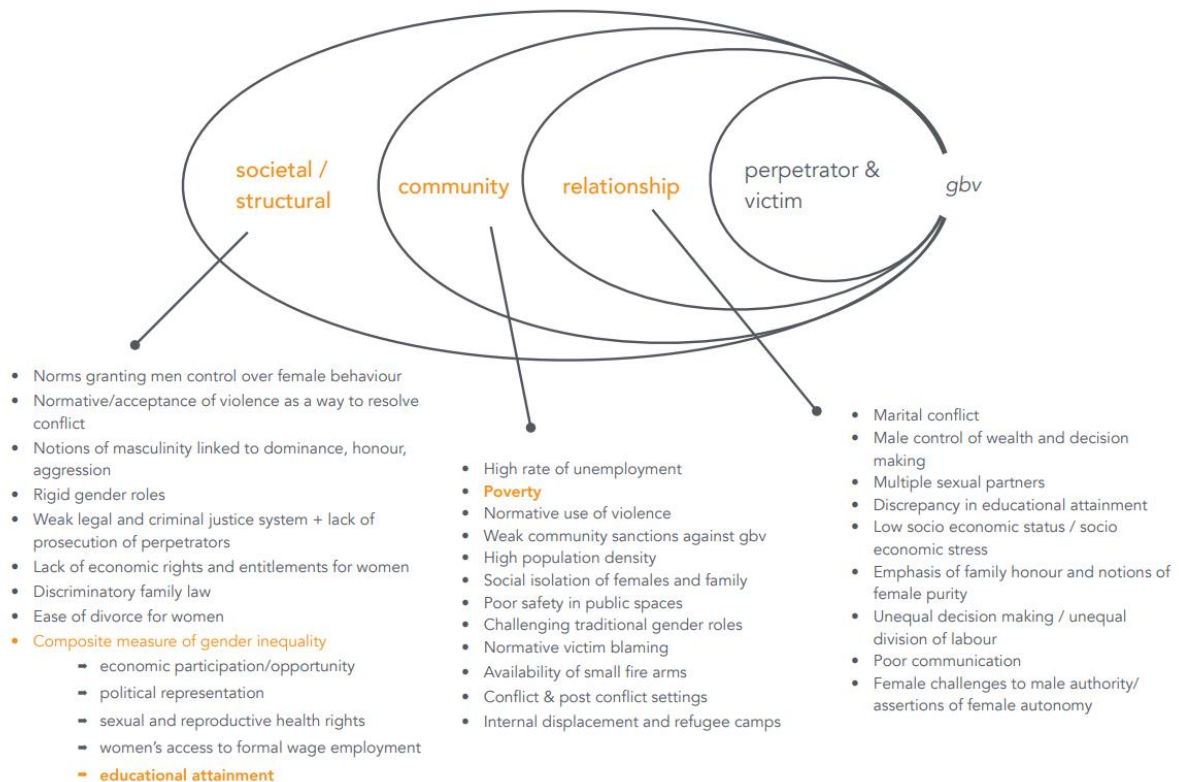 societal /
structural
community
relationship
perpetrator &
victim
gbv
• Norms granting men control over female behaviour
• Normative/acceptance of violence as a way to resolve
conflict
• Notions of masculinity linked to dominance, honour,
aggression
• Rigid gender roles
• Weak legal and criminal justice system + lack of
prosecution of perpetrators
• Lack of economic rights and entitlements for women
• Discriminatory family law
• Ease of divorce for women
• Composite measure of gender inequality
➡ economic participation/opportunity
➡ political representation
➡ sexual and reproductive health rights
➡ women's access to formal wage employment
➡ educational attainment
• High rate of unemployment
• Poverty
• Normative use of violence
• Weak community sanctions against gbv
• High population density
• Social isolation of females and family
• Poor safety in public spaces
• Challenging traditional gender roles
• Normative victim blaming
• Availability of small fire arms
• Conflict & post conflict settings
• Internal displacement and refugee camps
• Marital conflict
• Male control of wealth and decision
making
• Multiple sexual partners
• Discrepancy in educational attainment
• Low socio economic status / socio
economic stress
• Emphasis of family honour and notions of
female purity
• Unequal decision making / unequal
division of labour
• Poor communication
• Female challenges to male authority/
assertions of female autonomy